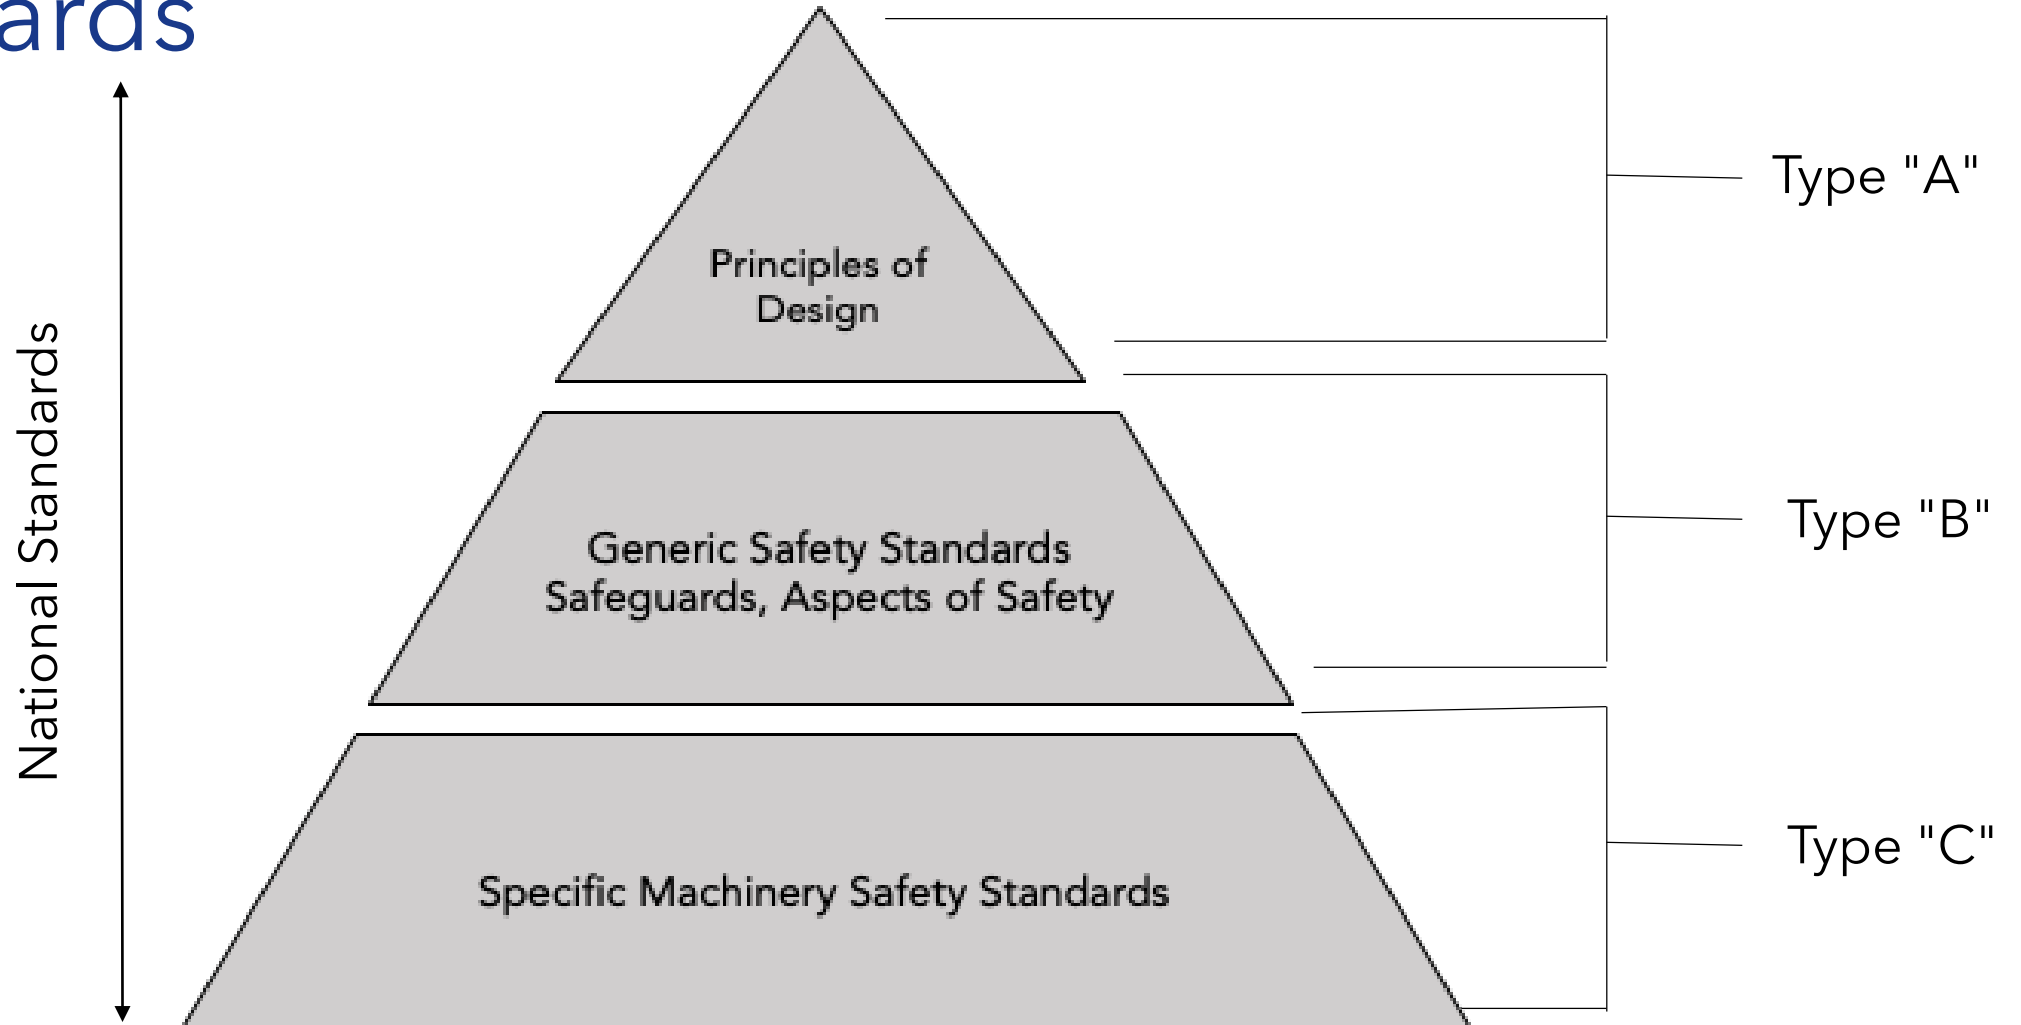 ards
National Standards
Principles of
Design
Type "A"
Generic Safety Standards
Safeguards, Aspects of Safety
Type "B"
Specific Machinery Safety Standards
Type "C"